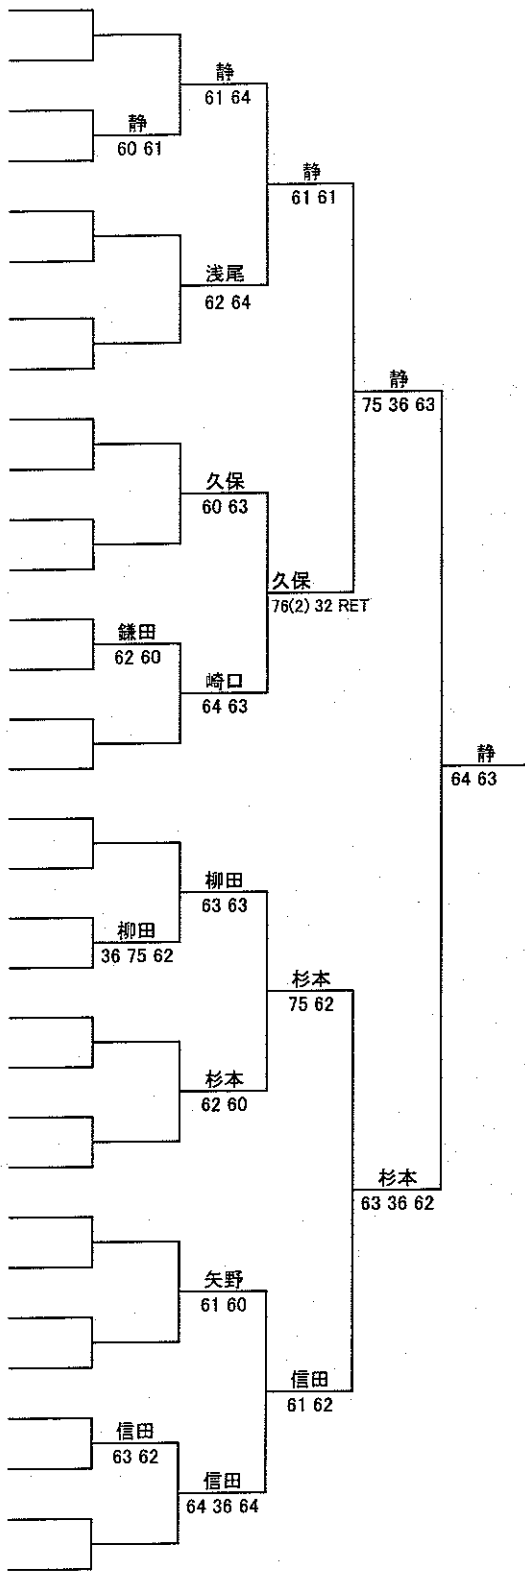 静
61 64
静
60 61
静
61 61
浅尾
62 64
静
75 36 63
久保
60 63
久保
76(2) 32 RET
鎌田
62 60
崎口
64 63
静
64 63
柳田
63 63
柳田
36 75 62
杉本
75 62
杉本
62 60
杉本
63 36 62
矢野
61 60
信田
61 62
信田
63 62
信田
64 36 64